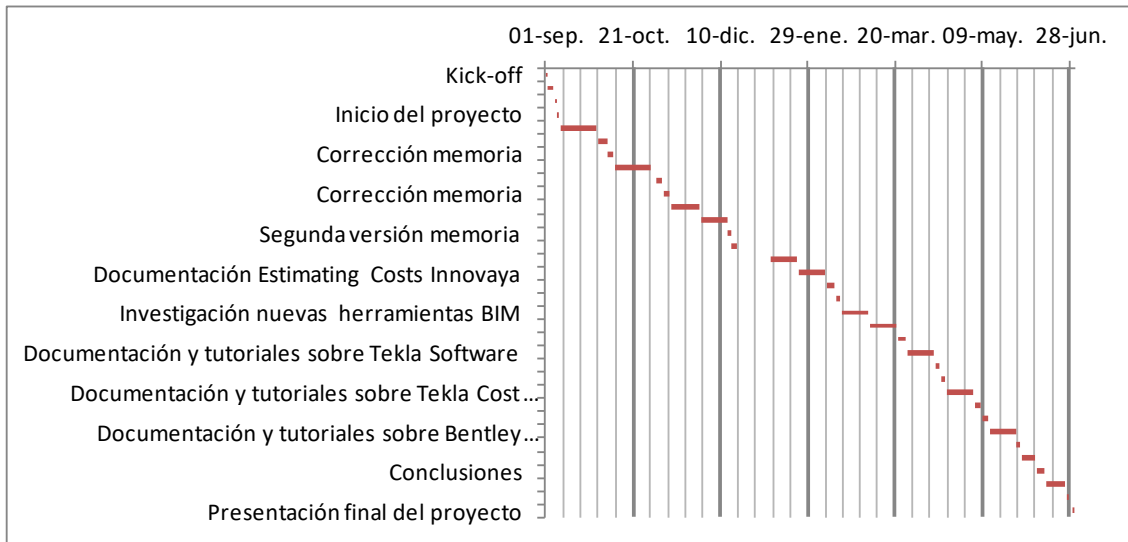 01-sep. 21-oct. 10-dic. 29-ene. 20-mar. 09-may. 28-jun.
Kick-off
Inicio del proyecto
Corrección memoria
Corrección memoria
Segunda versión memoria
Documentación Estimating Costs Innovaya
Investigación nuevas herramientas BIM
Documentación y tutoriales sobre Tekla Software
Documentación y tutoriales sobre Tekla Cost ...
Documentación y tutoriales sobre Bentley ...
Conclusiones
Presentación final del proyecto